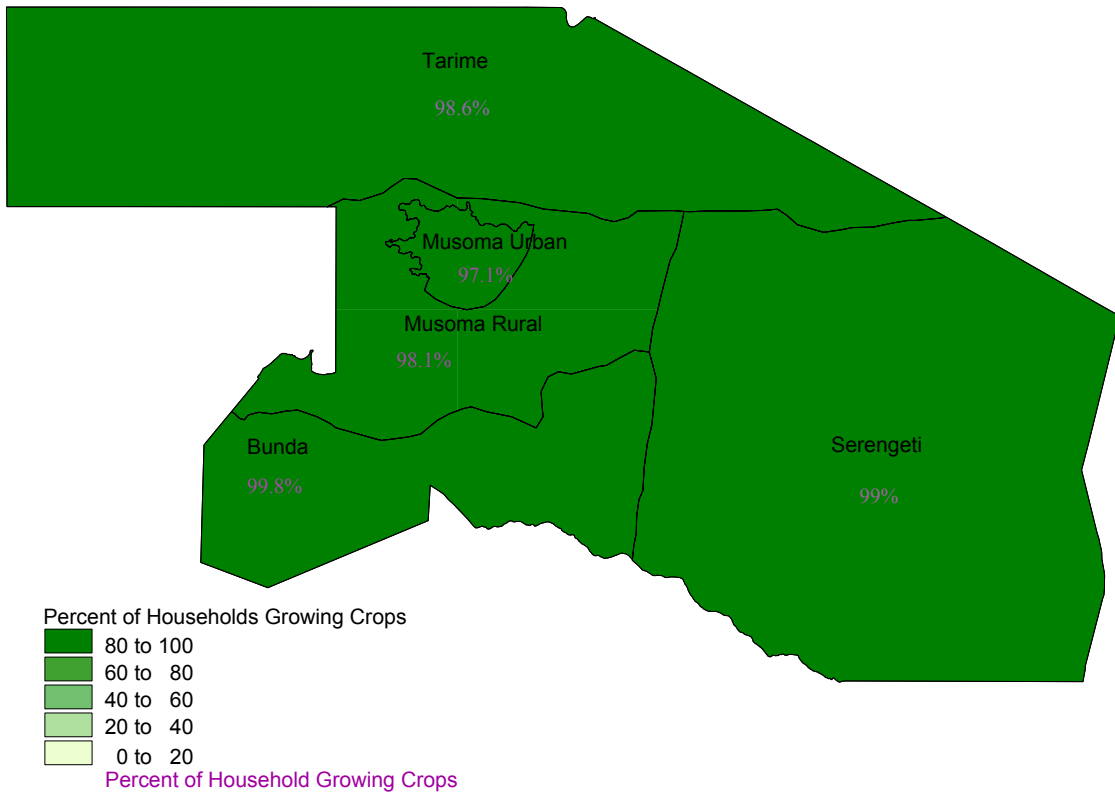 Tarime
98.6%
Musoma Urban
97.1%
Musoma Rural
98.1%
Bunda
99.8%
Serengeti
99%
Percent of Households Growing Crops
80 to 100
60 to 80
40 to 60
20 to 40
0 to 20
Percent of Household Growing Crops